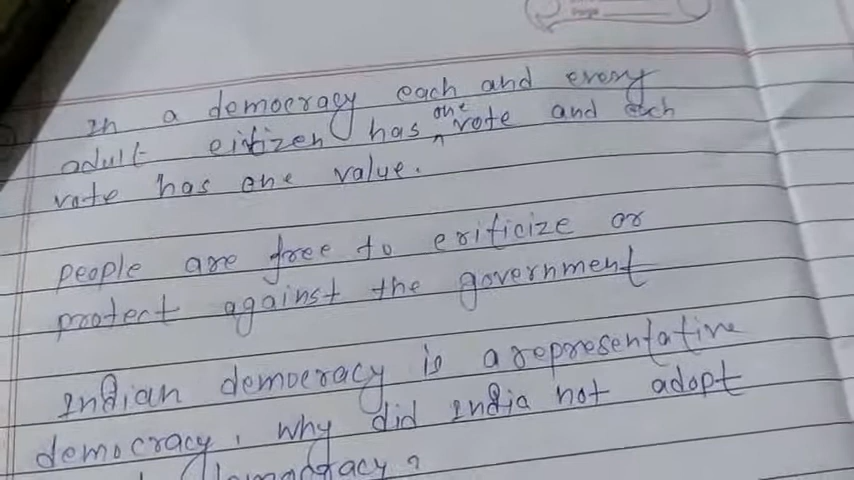 In a democracy each and every
adult citizen has one vote and each
vote has one value.
people are free to criticize or
protect against the government
Indian democracy is a representative
democracy, why did India not adopt